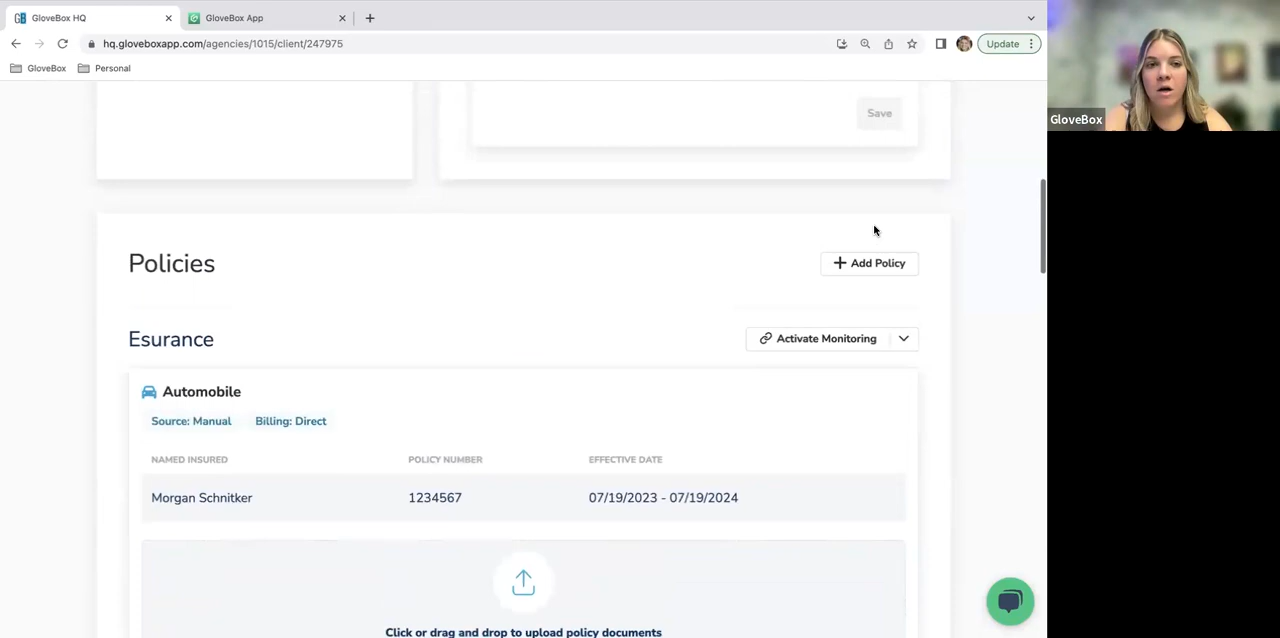 GloveBox HQ
GloveBox App
hq.gloveboxapp.com/agencies/1015/client/247975
Update
GloveBox
Personal
GloveBox
Save
Policies
Add Policy
Esurance
Activate Monitoring
Automobile
Source: Manual Billing: Direct
NAMED INSURED POLICY NUMBER EFFECTIVE DATE
Morgan Schnitker 1234567 07/19/2023 - 07/19/2024
Click or drag and drop to upload policy documents